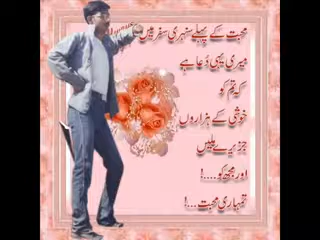 محبت کے پہلے سنہری سفر میں
میری یہی دُعا ہے
کہ تم کو
خوشی کے ہزاروں
جزیرے ملیں
اور مجھ کو....!
تمہاری محبت...!